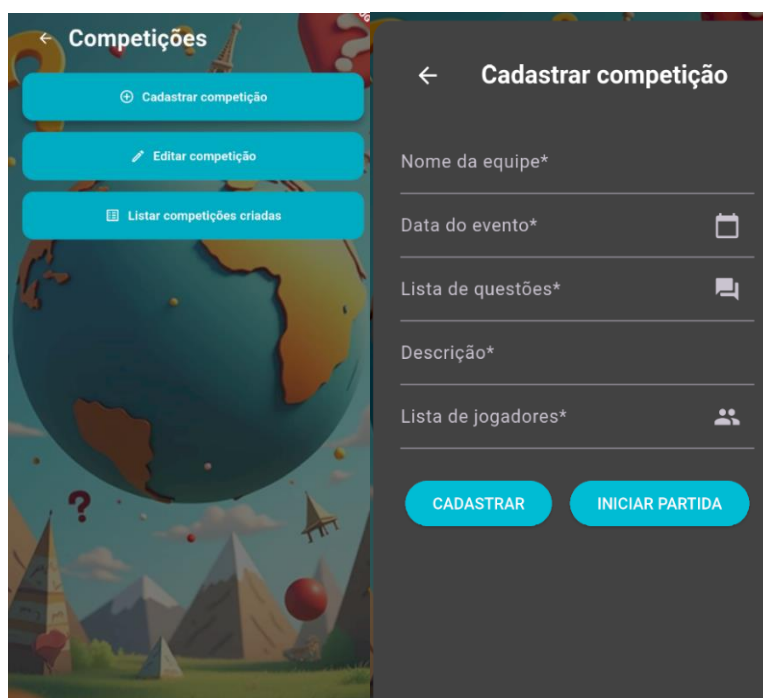 Competições
Cadastrar competição
Editar competição
Listar competições criadas
Cadastrar competição
Nome da equipe*
Data do evento*
Lista de questões*
Descrição*
Lista de jogadores*
CADASTRAR
INICIAR PARTIDA